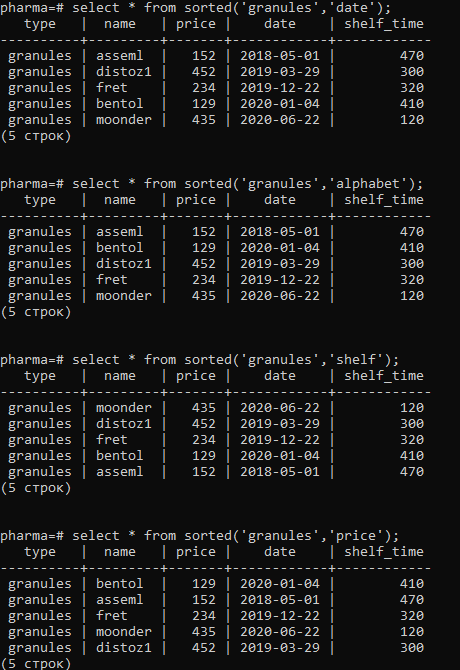 pharma=# select * from sorted('granules','date');
   type   |  name   | price |    date    | shelf_time
----------+---------+-------+------------+------------
 granules | asseml  |   152 | 2018-05-01 |        470
 granules | distoz1 |   452 | 2019-03-29 |        300
 granules | fret    |   234 | 2019-12-22 |        320
 granules | bentol  |   129 | 2020-01-04 |        410
 granules | moonder |   435 | 2020-06-22 |        120
(5 строк)
pharma=# select * from sorted('granules','alphabet');
   type   |  name   | price |    date    | shelf_time
----------+---------+-------+------------+------------
 granules | asseml  |   152 | 2018-05-01 |        470
 granules | bentol  |   129 | 2020-01-04 |        410
 granules | distoz1 |   452 | 2019-03-29 |        300
 granules | fret    |   234 | 2019-12-22 |        320
 granules | moonder |   435 | 2020-06-22 |        120
(5 строк)
pharma=# select * from sorted('granules','shelf');
   type   |  name   | price |    date    | shelf_time
----------+---------+-------+------------+------------
 granules | moonder |   435 | 2020-06-22 |        120
 granules | distoz1 |   452 | 2019-03-29 |        300
 granules | fret    |   234 | 2019-12-22 |        320
 granules | bentol  |   129 | 2020-01-04 |        410
 granules | asseml  |   152 | 2018-05-01 |        470
(5 строк)
pharma=# select * from sorted('granules','price');
   type   |  name   | price |    date    | shelf_time
----------+---------+-------+------------+------------
 granules | bentol  |   129 | 2020-01-04 |        410
 granules | asseml  |   152 | 2018-05-01 |        470
 granules | fret    |   234 | 2019-12-22 |        320
 granules | moonder |   435 | 2020-06-22 |        120
 granules | distoz1 |   452 | 2019-03-29 |        300
(5 строк)